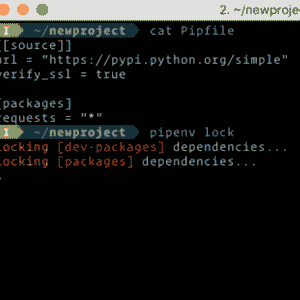 2. ~/newproje
I ~/newproject cat Pipfile
[[source]]
url = "https://pypi.python.org/simple"
verify_ssl = true
[packages]
requests = "*"
I ~/newproject pipenv lock
Locking [dev-packages] dependencies...
Locking [packages] dependencies...